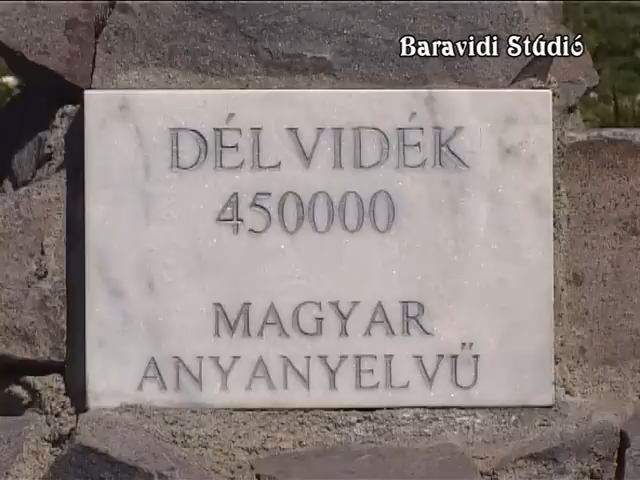 Baravidi Stúdió
DÉLVIDÉK
450000
MAGYAR
ANYANYELVŰ